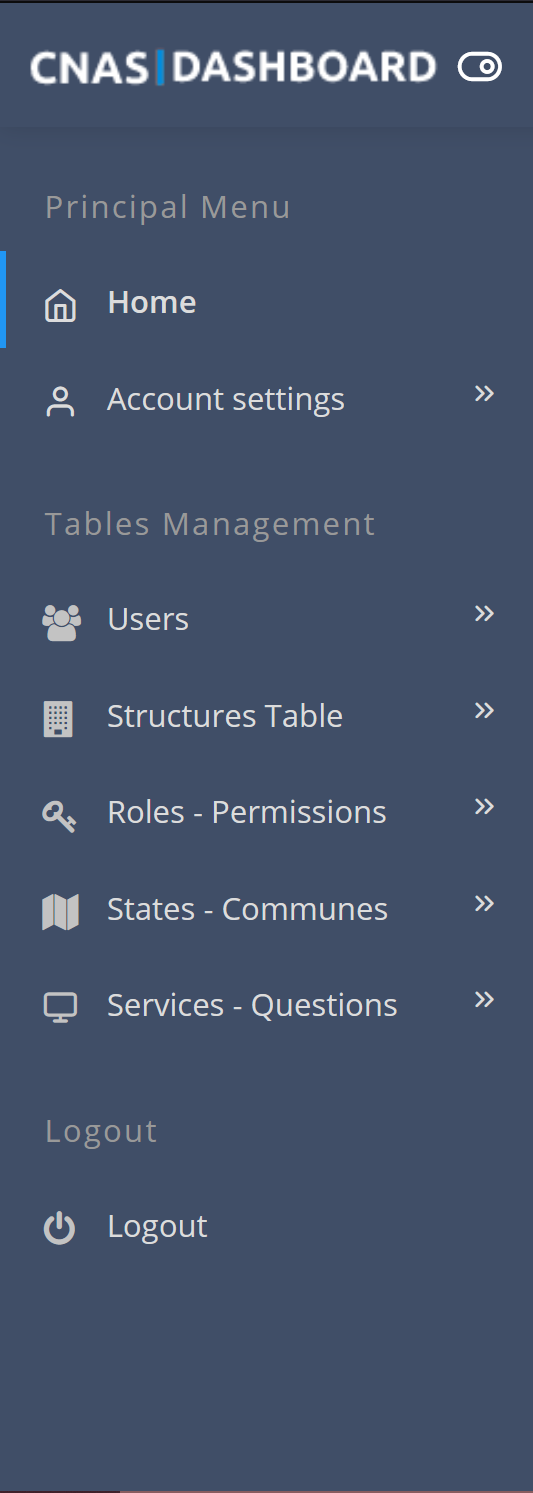 CNAS|DASHBOARD
Principal Menu
Home
Account settings
Tables Management
Users
Structures Table
Roles - Permissions
States - Communes
Services - Questions
Logout
Logout